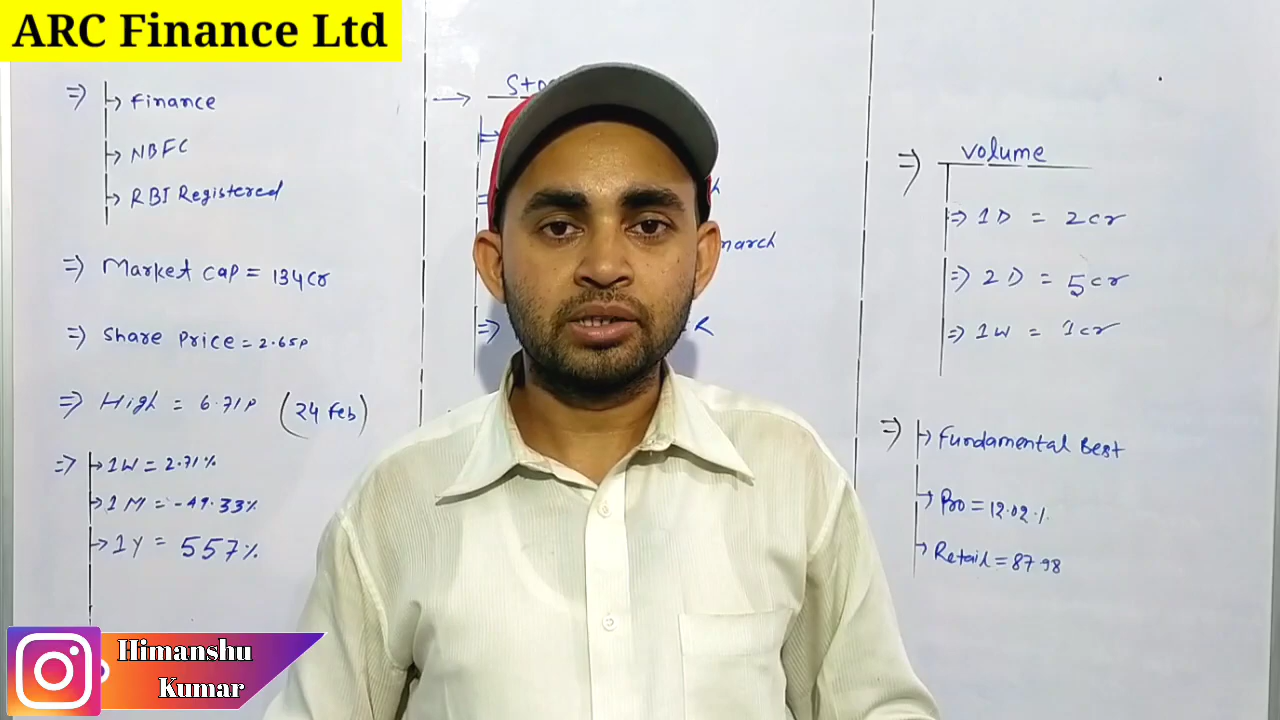 ARC Finance Ltd
⇒ → Finance
→ NBFC
→ RBI Registered
⇒ Market Cap = 134Cr
⇒ Share Price = 2.65P
⇒ High = 6.71P (24 Feb)
⇒ → 1W = 2.71%
→ 1M = -49.33%
→ 1Y = 557%
march
⇒ volume
⇒ 1D = 2cr
⇒ 2D = 5cr
⇒ 1W = 1cr
⇒ → Fundamental Best
→ Pro = 12.02%
→ Retail = 87.98
Himanshu
Kumar